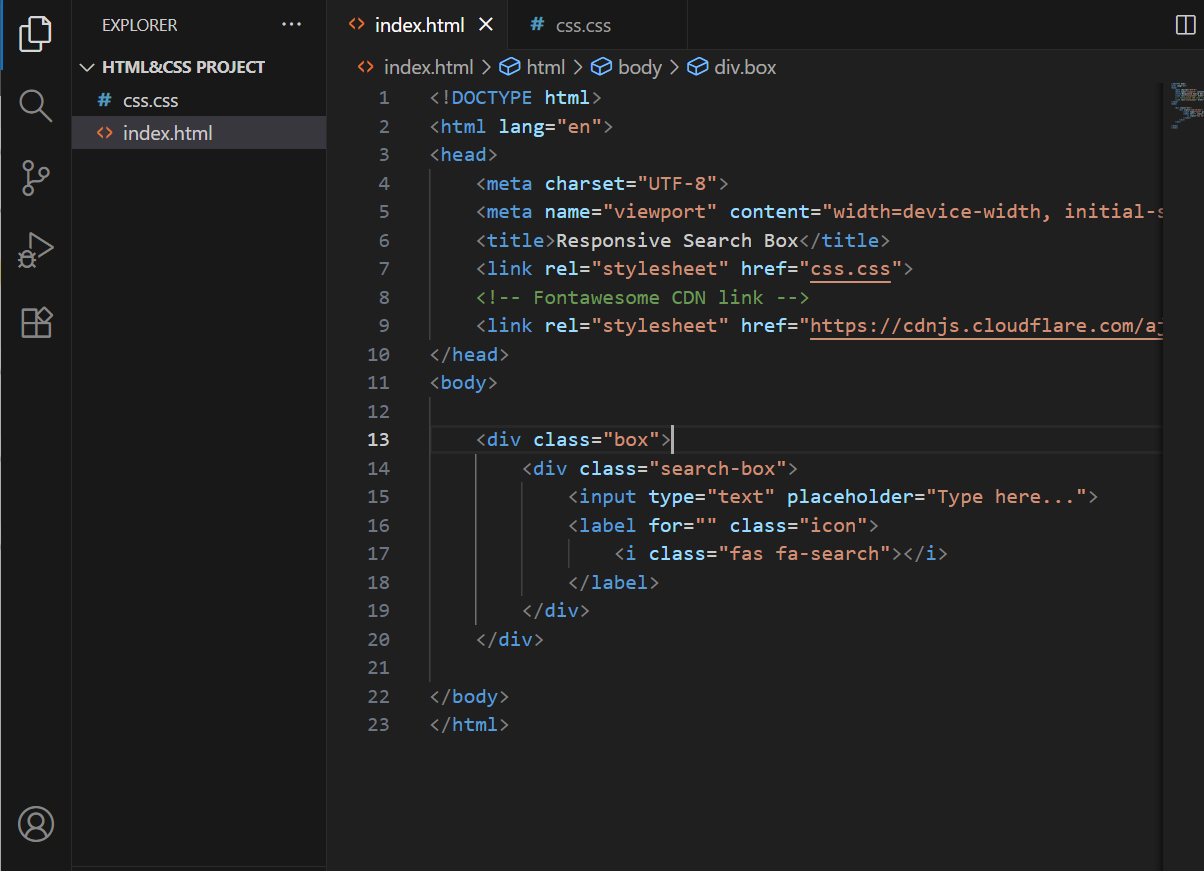 EXPLORER ...
HTML&CSS PROJECT
# css.css
<> index.html
<> index.html
# css.css
<> index.html > html > body > div.box
1 <!DOCTYPE html>
2 <html lang="en">
3 <head>
4 <meta charset="UTF-8">
5 <meta name="viewport" content="width=device-width, initial-s
6 <title>Responsive Search Box</title>
7 <link rel="stylesheet" href="css.css">
8 <!-- Fontawesome CDN link -->
9 <link rel="stylesheet" href="https://cdnjs.cloudflare.com/aj
10 </head>
11 <body>
12
13 <div class="box">
14 <div class="search-box">
15 <input type="text" placeholder="Type here...">
16 <label for="" class="icon">
17 <i class="fas fa-search"></i>
18 </label>
19 </div>
20 </div>
21
22 </body>
23 </html>